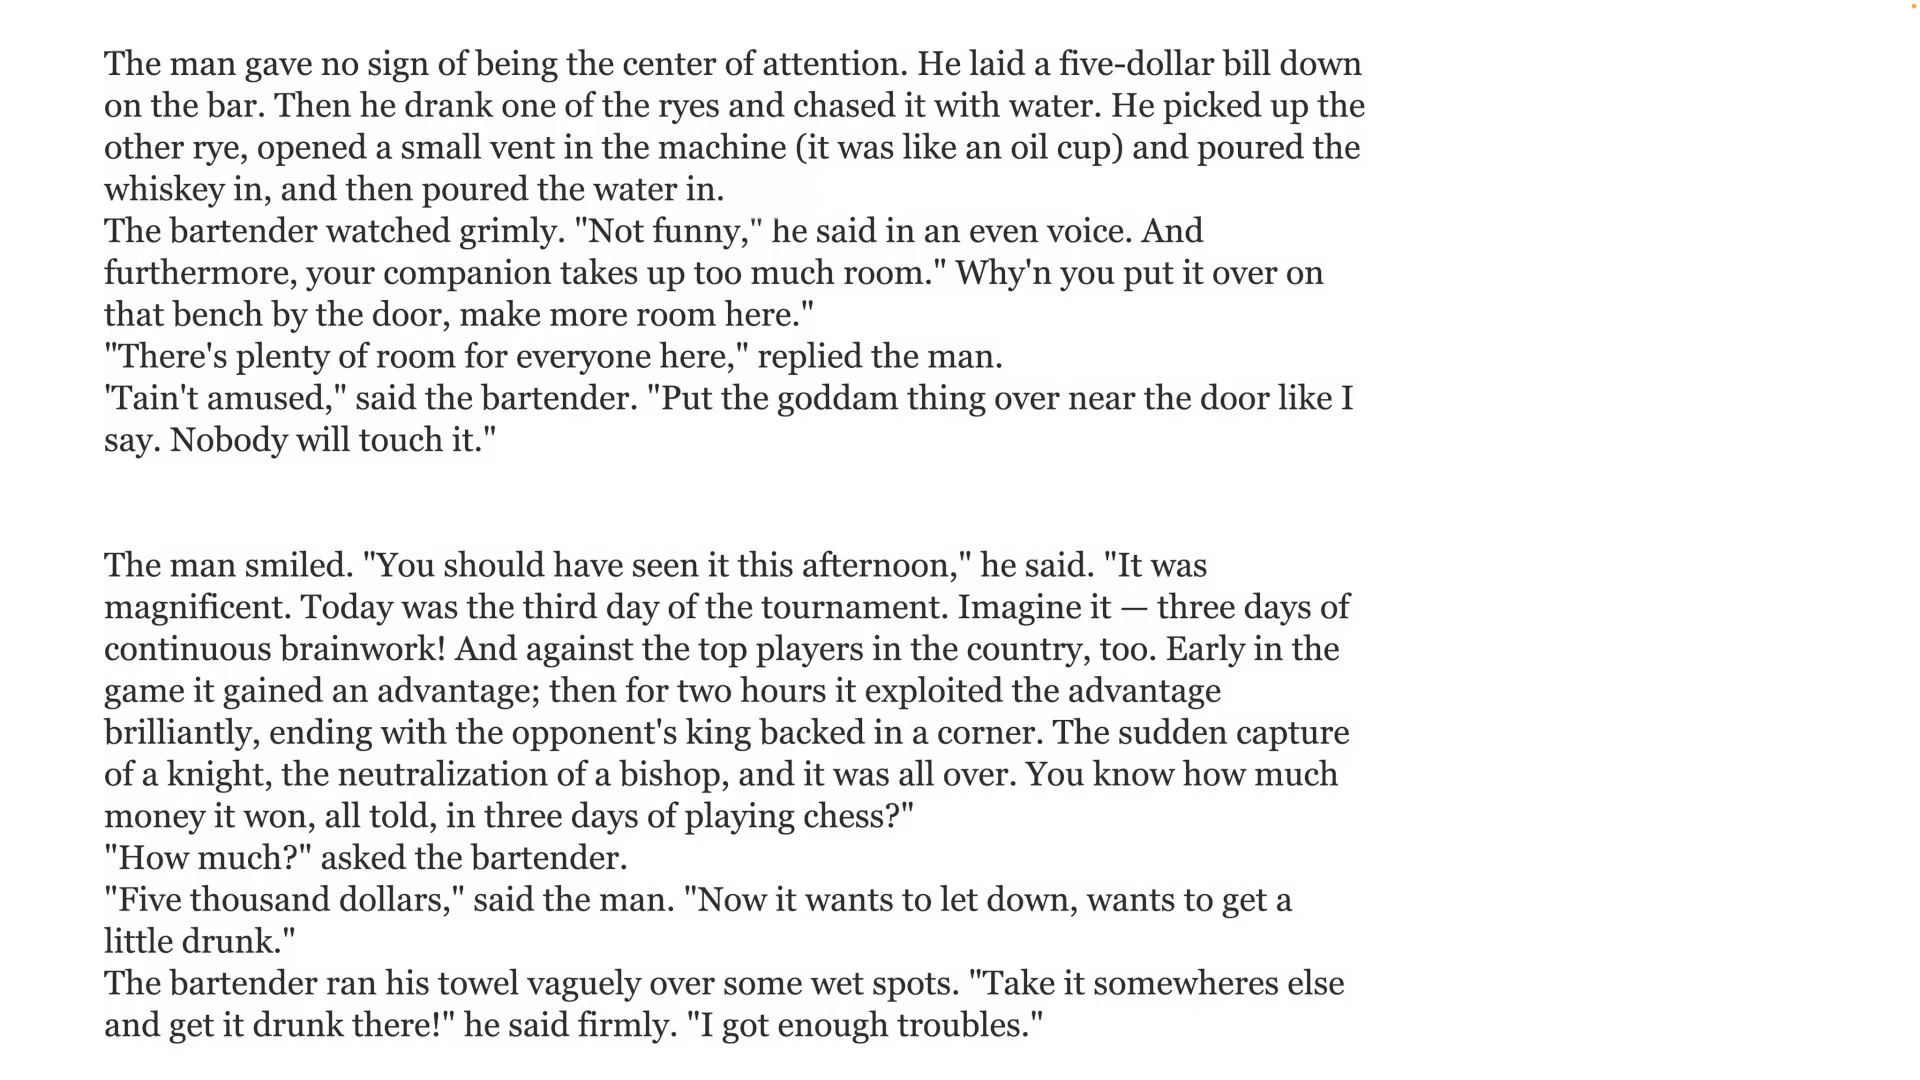 The man gave no sign of being the center of attention. He laid a five-dollar bill down
on the bar. Then he drank one of the ryes and chased it with water. He picked up the
other rye, opened a small vent in the machine (it was like an oil cup) and poured the
whiskey in, and then poured the water in.
The bartender watched grimly. "Not funny," he said in an even voice. And
furthermore, your companion takes up too much room." Why'n you put it over on
that bench by the door, make more room here."
"There's plenty of room for everyone here," replied the man.
'Tain't amused," said the bartender. "Put the goddam thing over near the door like I
say. Nobody will touch it."
The man smiled. "You should have seen it this afternoon," he said. "It was
magnificent. Today was the third day of the tournament. Imagine it — three days of
continuous brainwork! And against the top players in the country, too. Early in the
game it gained an advantage; then for two hours it exploited the advantage
brilliantly, ending with the opponent's king backed in a corner. The sudden capture
of a knight, the neutralization of a bishop, and it was all over. You know how much
money it won, all told, in three days of playing chess?"
"How much?" asked the bartender.
"Five thousand dollars," said the man. "Now it wants to let down, wants to get a
little drunk."
The bartender ran his towel vaguely over some wet spots. "Take it somewheres else
and get it drunk there!" he said firmly. "I got enough troubles."